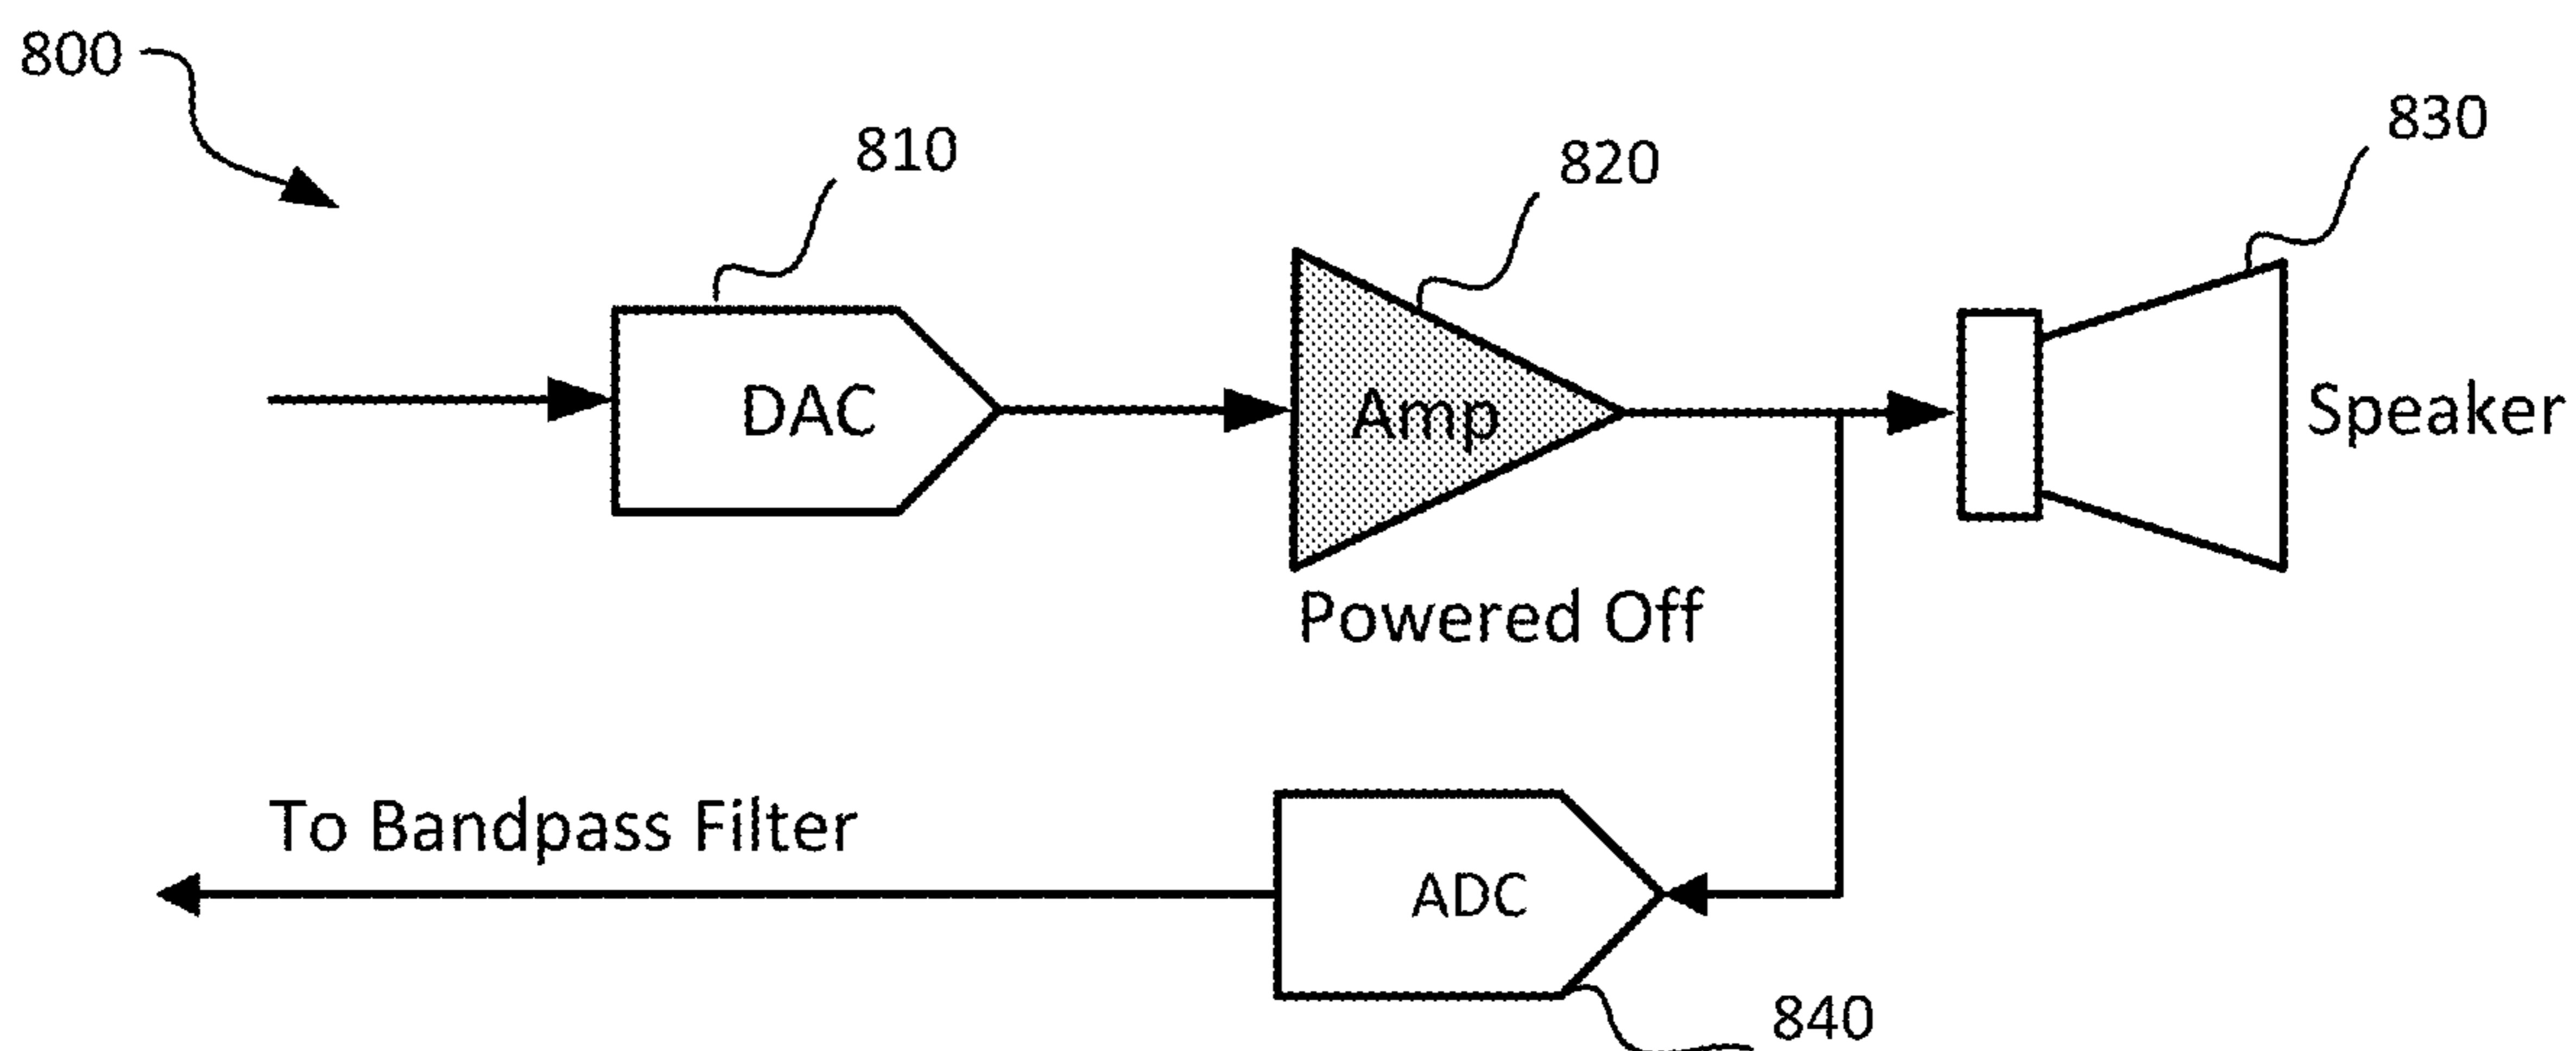 800
810
820
830
DAC
Amp
Speaker
Powered Off
To Bandpass Filter
ADC
840